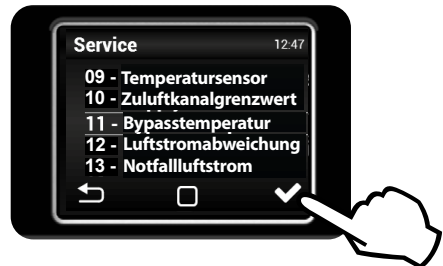 Service 12:47
09 - Temperatursensor
10 - Zuluftkanalgrenzwert
11 - Bypasstemperatur
12 - Luftstromabweichung
13 - Notfallluftstrom